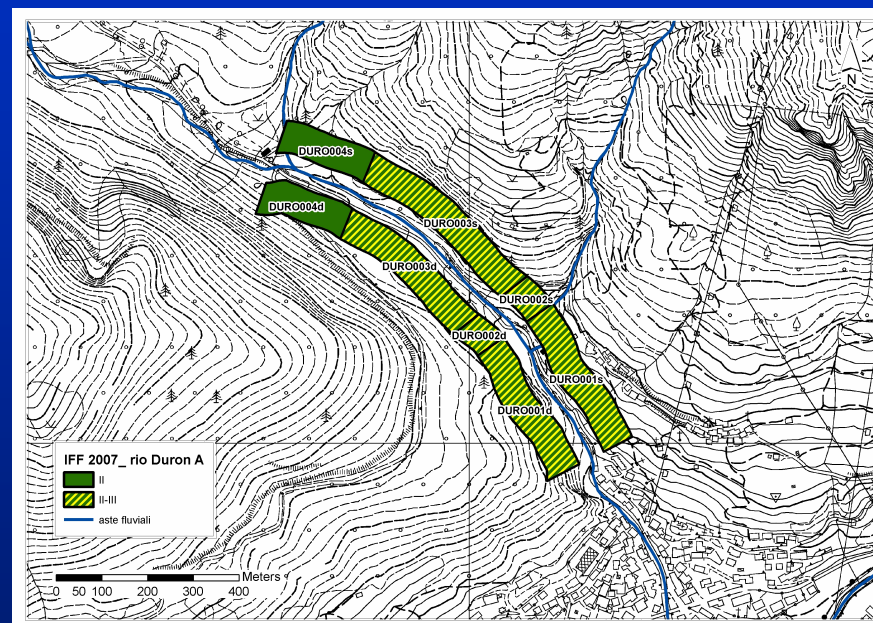 N
DURO004s
DURO004d
DURO003s
DURO003d
DURO002s
DURO002d
DURO001s
DURO001d
IFF 2007_ rio Duron A
II
II-III
aste fluviali
Meters
0 50 100 200 300 400